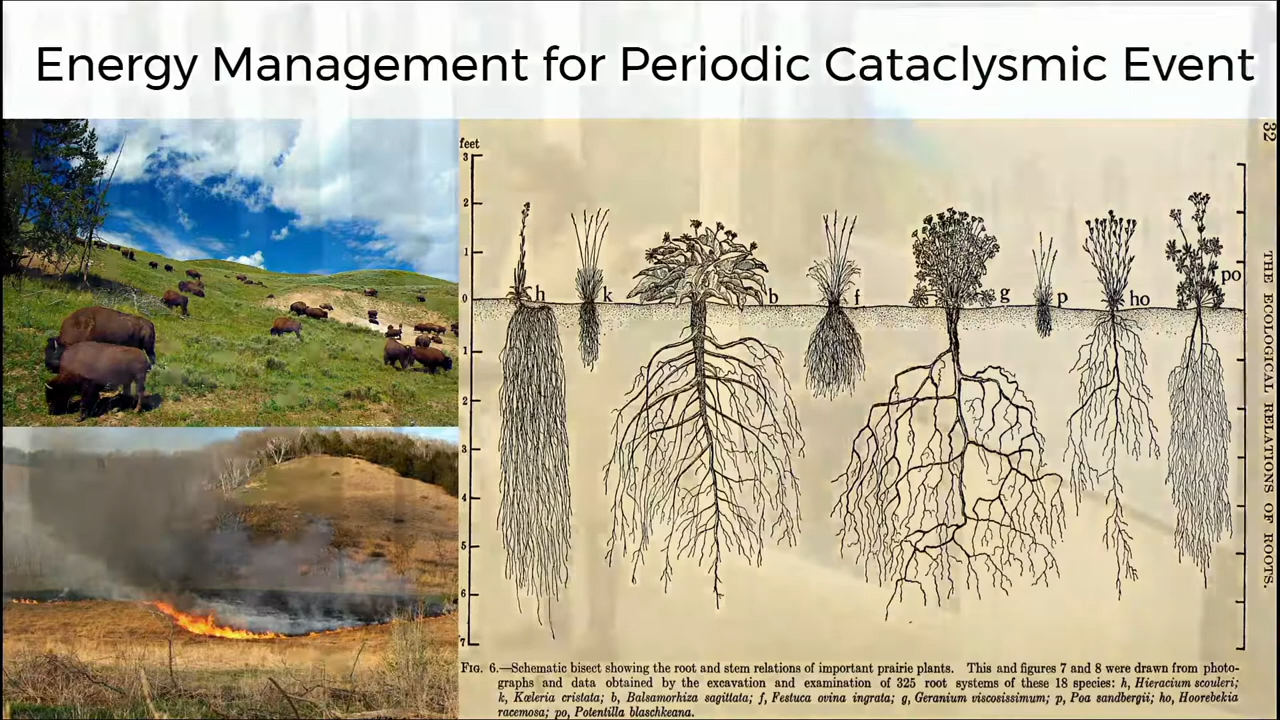 Energy Management for Periodic Cataclysmic Event
feet
3
2
1
0
1
2
3
4
5
6
7
h
k
b
f
g
p
ho
po
32
THE ECOLOGICAL RELATIONS OF ROOTS.
FIG. 6.—Schematic bisect showing the root and stem relations of important prairie plants. This and figures 7 and 8 were drawn from photo-
graphs and data obtained by the excavation and examination of 325 root systems of these 18 species: h, Hieracium scouleri;
k, Kœleria cristata; b, Balsamorhiza sagittata; f, Festuca ovina ingrata; g, Geranium viscosissimum; p, Poa sandbergii; ho, Hoorebekia
racemosa; po, Potentilla blaschkeana.